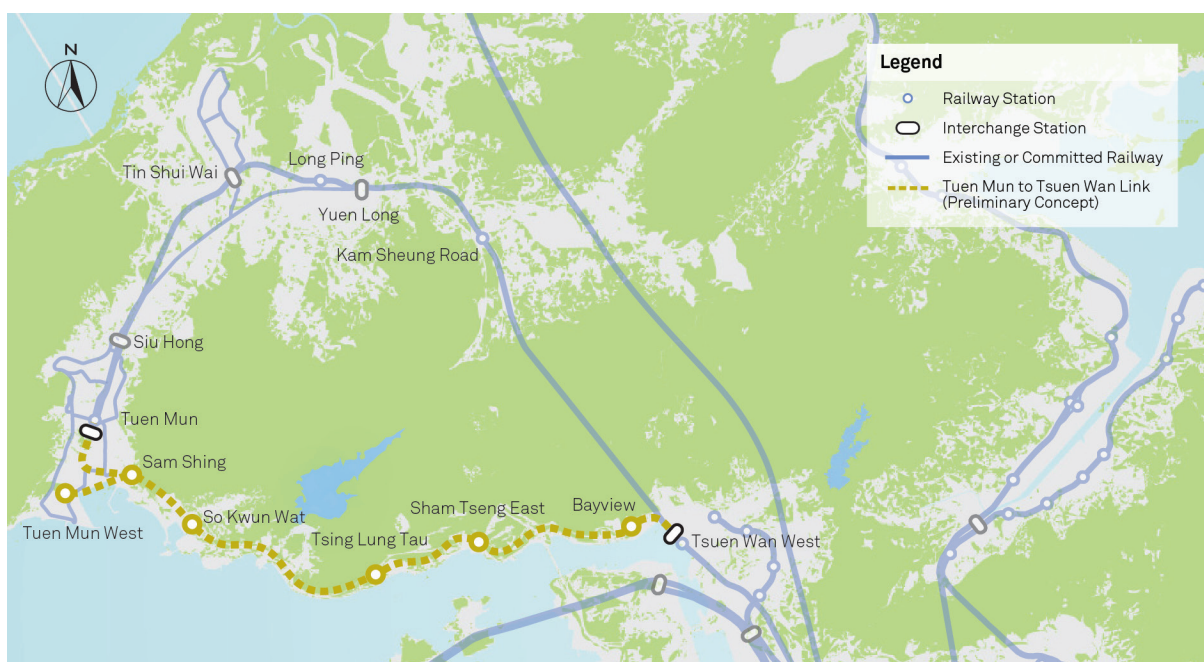 N
Legend
Railway Station
Interchange Station
Existing or Committed Railway
Tuen Mun to Tsuen Wan Link
(Preliminary Concept)
Tin Shui Wai
Long Ping
Yuen Long
Kam Sheung Road
Siu Hong
Tuen Mun
Sam Shing
Tuen Mun West
So Kwun Wat
Tsing Lung Tau
Sham Tseng East
Bayview
Tsuen Wan West